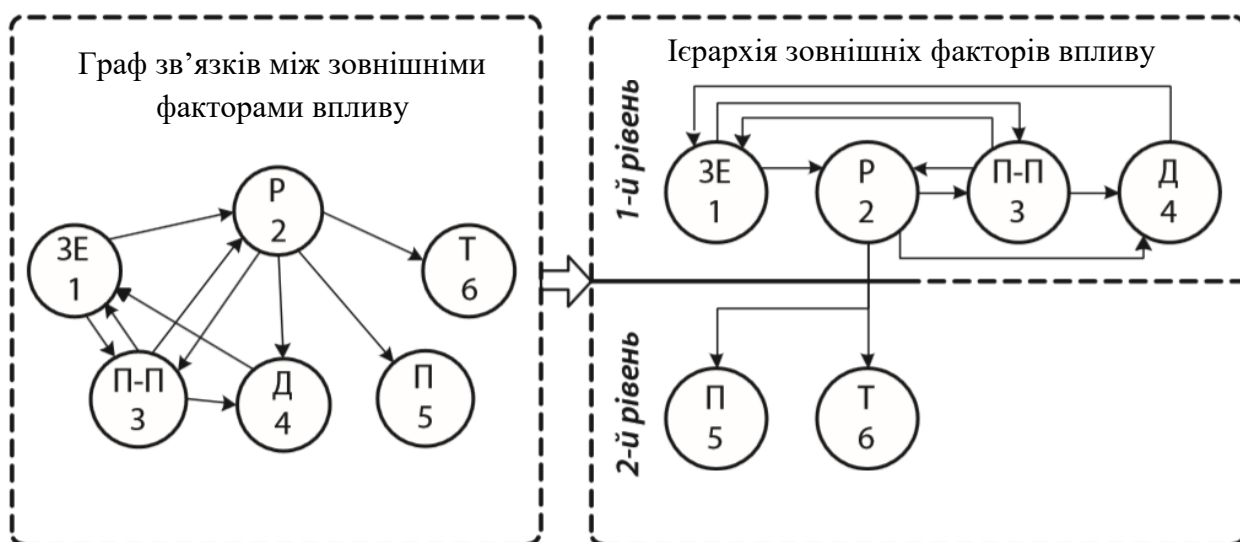 Граф зв’язків між зовнішніми
факторами впливу
Р
2
ЗЕ
1
Т
6
П-П
3
Д
4
П
5
Ієрархія зовнішніх факторів впливу
1-й рівень
ЗЕ
1
Р
2
П-П
3
Д
4
2-й рівень
П
5
Т
6